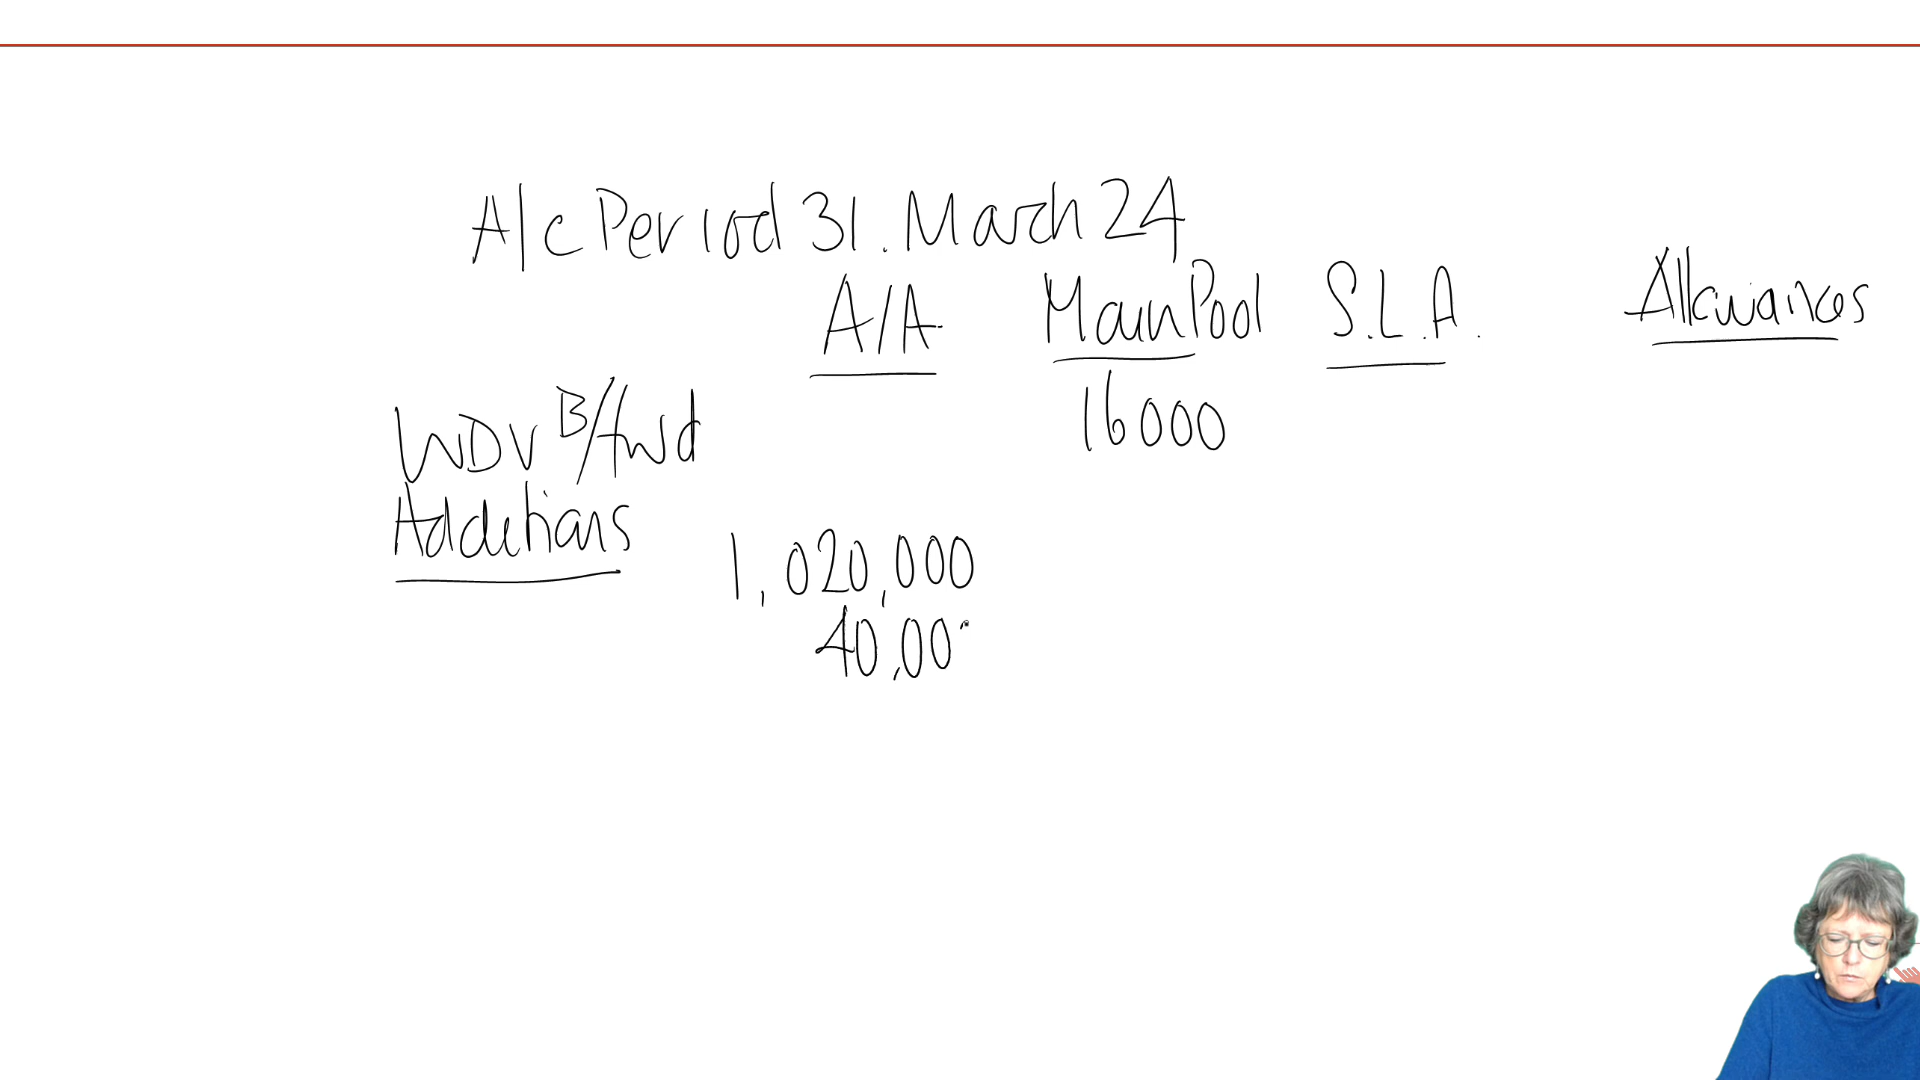 A/c Period 31. March 24
A/A Main Pool S.L.A. Allowances
WDV B/fwd 16000
Additions
1,020,000
40,00